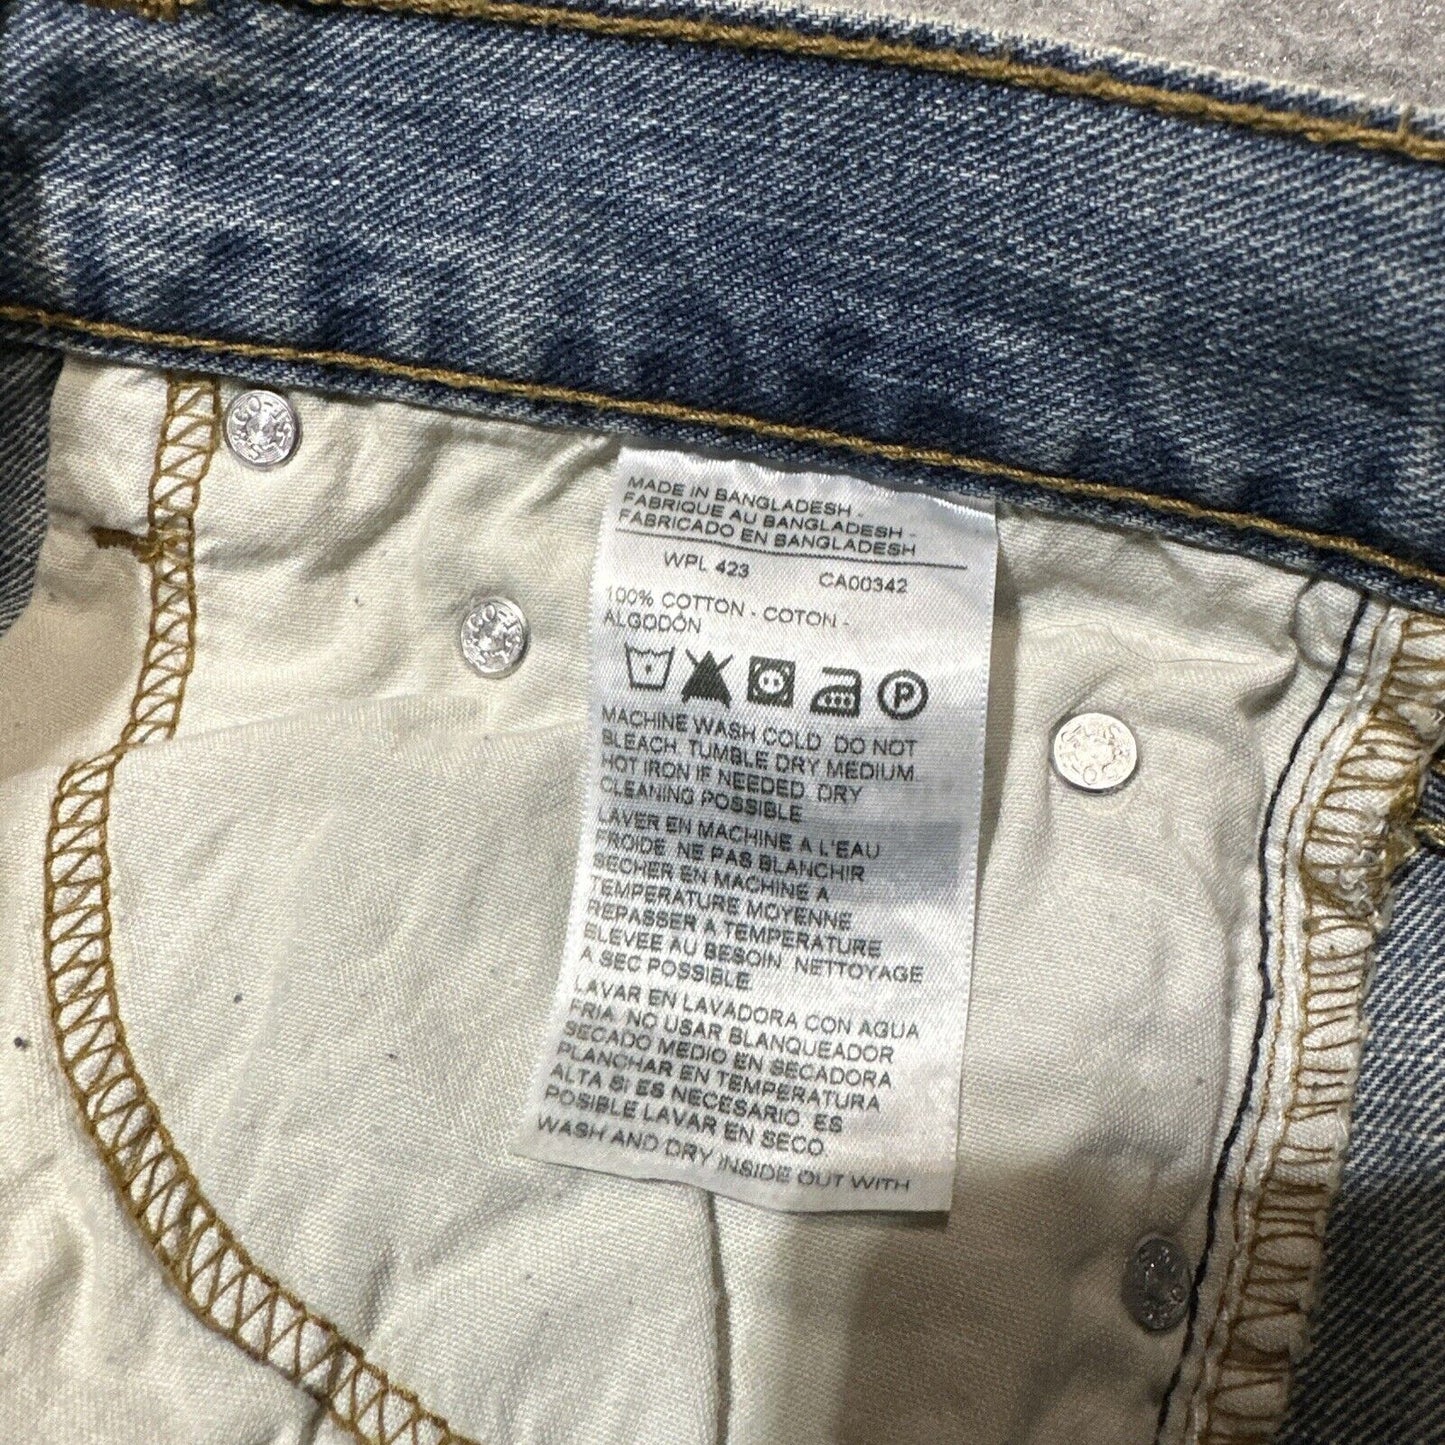 MADE IN BANGLADESH -
FABRIQUE AU BANGLADESH -
FABRICADO EN BANGLADESH
WPL 423 CA00342
100% COTTON - COTON -
ALGODÓN
P
MACHINE WASH COLD DO NOT
BLEACH TUMBLE DRY MEDIUM
HOT IRON IF NEEDED DRY
CLEANING POSSIBLE
LAVER EN MACHINE A L'EAU
FROIDE NE PAS BLANCHIR
SECHER EN MACHINE A
TEMPERATURE MOYENNE
REPASSER A TEMPERATURE
ELEVEE AU BESOIN NETTOYAGE
A SEC POSSIBLE
LAVAR EN LAVADORA CON AGUA
FRIA NO USAR BLANQUEADOR
SECADO MEDIO EN SECADORA
PLANCHAR EN TEMPERATURA
ALTA SI ES NECESARIO ES
POSIBLE LAVAR EN SECO
WASH AND DRY INSIDE OUT WITH